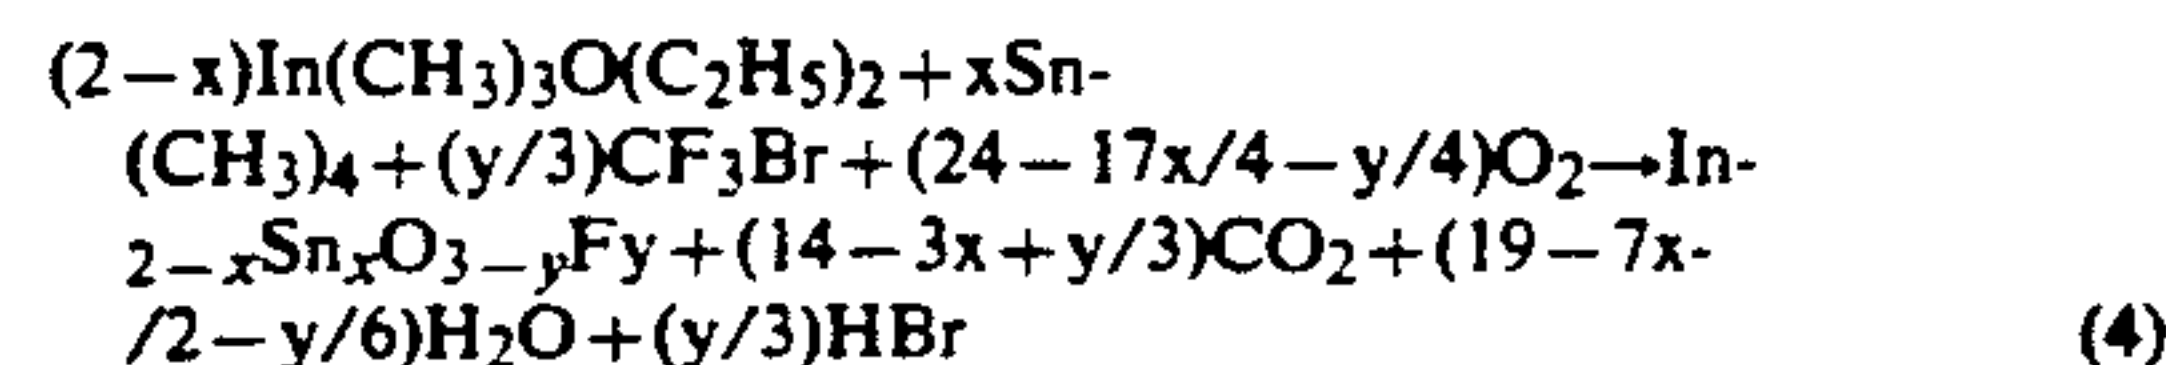 (2−x)In(CH₃)₃O(C₂H₅)₂+xSn-
(CH₃)₄+(y/3)CF₃Br+(24−17x/4−y/4)O₂→In-
₂₋ₓSnₓO₃₋yFy+(14−3x+y/3)CO₂+(19−7x-
/2−y/6)H₂O+(y/3)HBr (4)